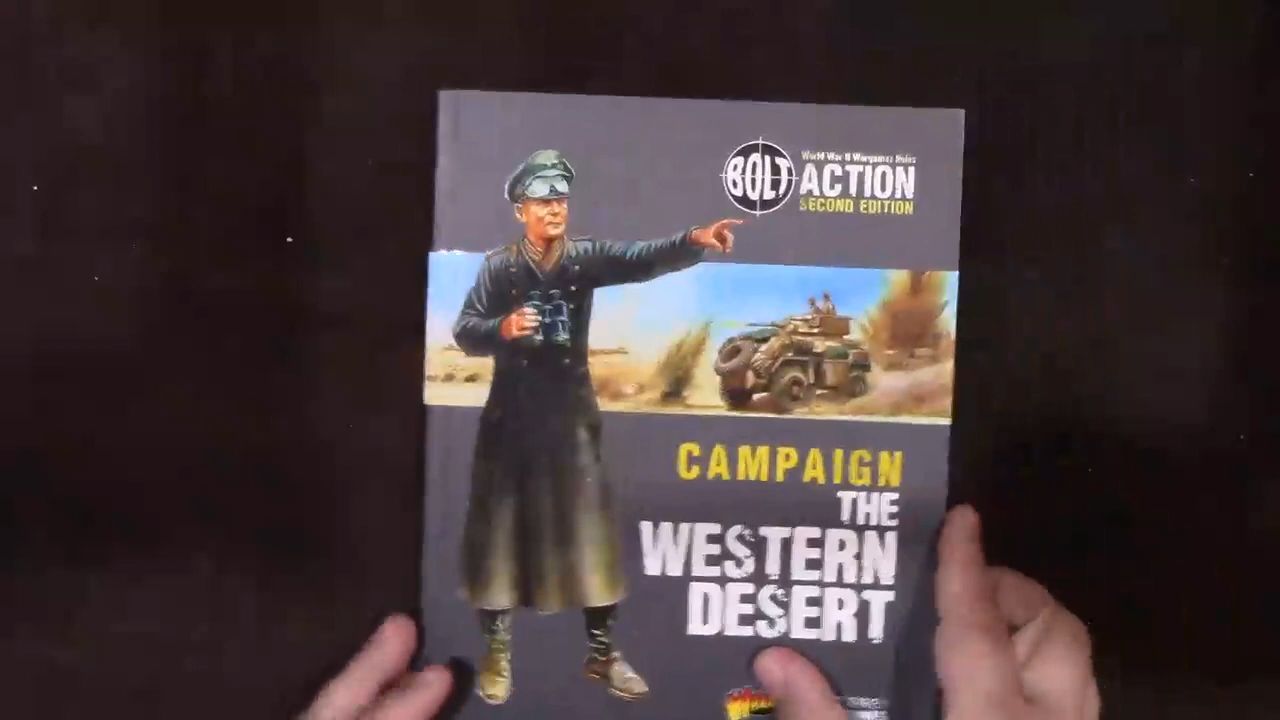 World War II Wargames Rules
BOLT ACTION
SECOND EDITION
CAMPAIGN
THE
WESTERN
DESERT